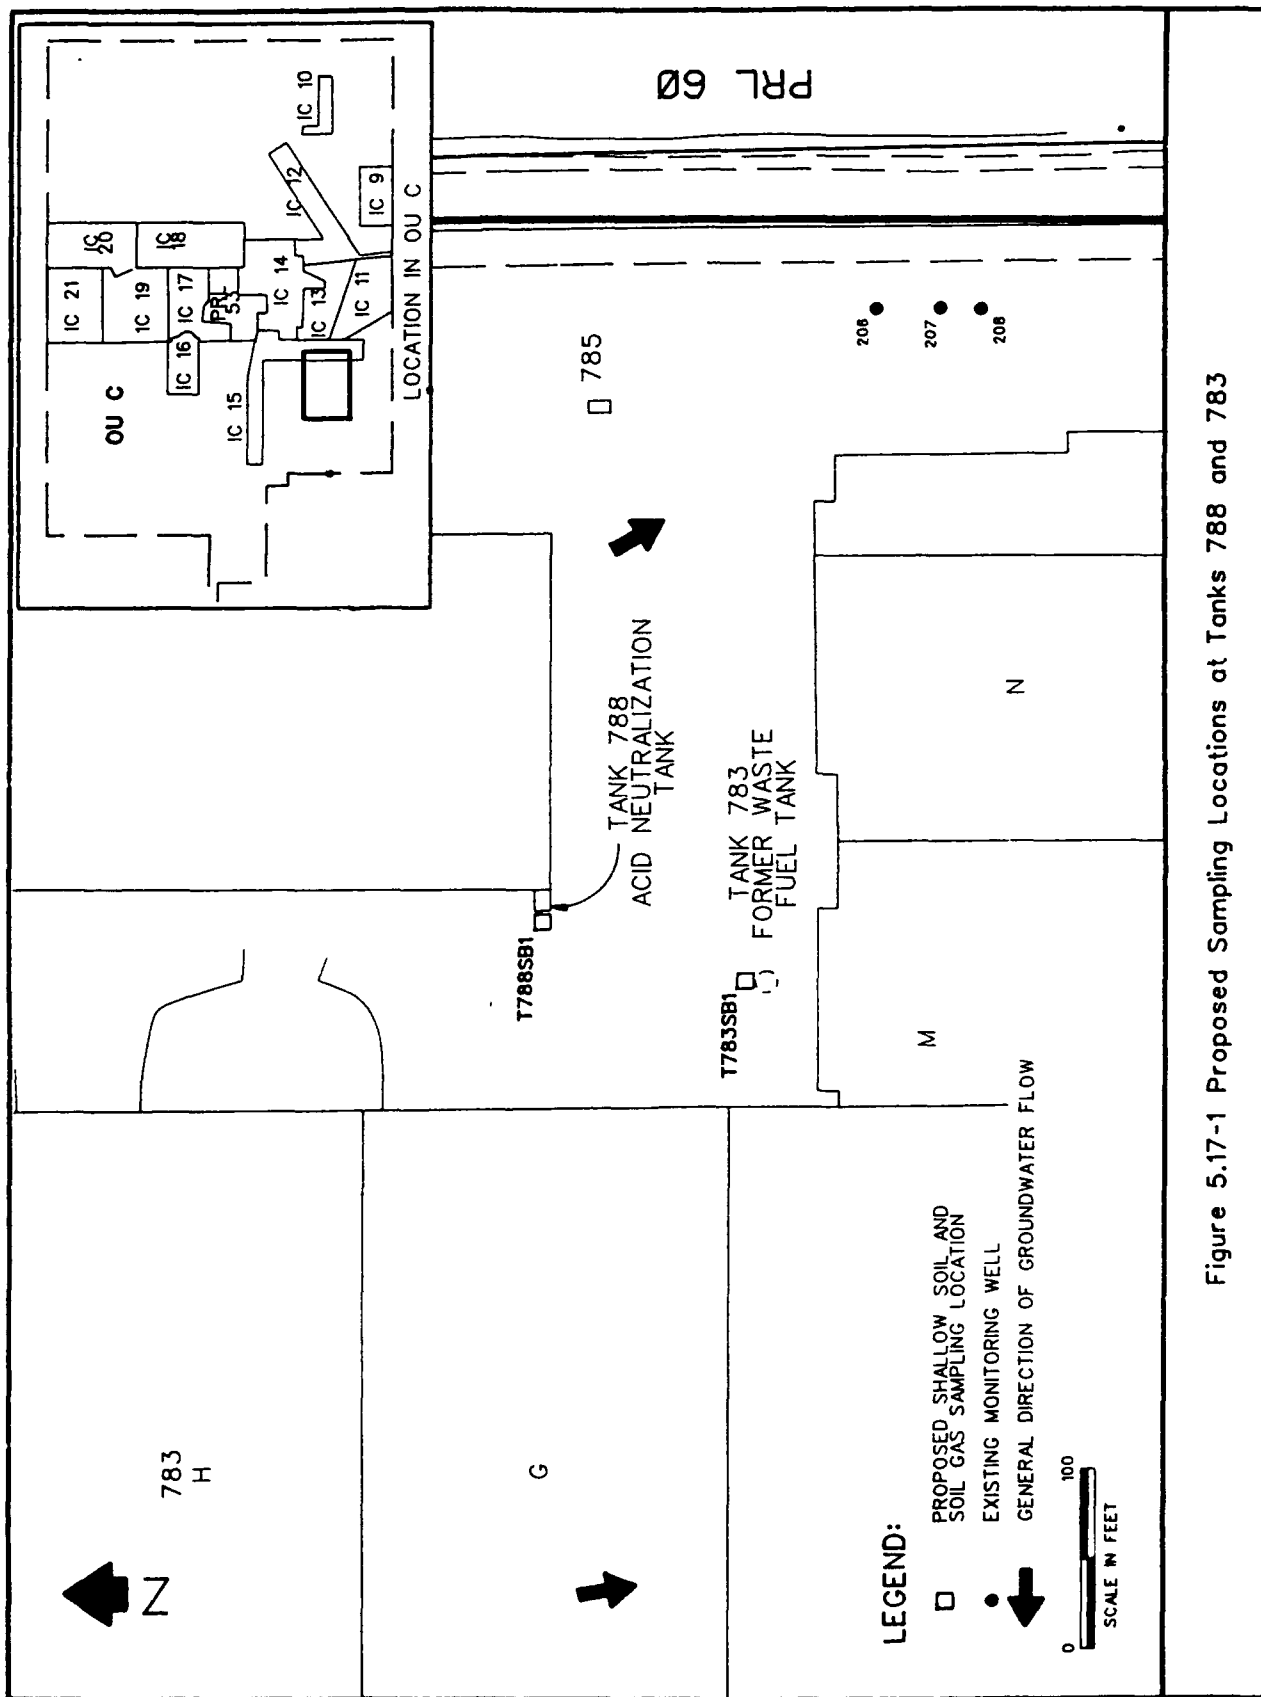 OU C
IC 21
IC 20
IC 19
IC 18
IC 17
IC 16
PRL 53
IC 15
IC 14
IC 13
IC 12
IC 11
IC 10
IC 9
LOCATION IN OU C
PRL 60
785
206
207
208
TANK 788
ACID NEUTRALIZATION
TANK
T788SB1
TANK 783
FORMER WASTE
FUEL TANK
T783SB1
N
M
783
H
G
N
LEGEND:
PROPOSED SHALLOW SOIL AND
SOIL GAS SAMPLING LOCATION
EXISTING MONITORING WELL
GENERAL DIRECTION OF GROUNDWATER FLOW
0 100
SCALE IN FEET
Figure 5.17-1 Proposed Sampling Locations at Tanks 788 and 783